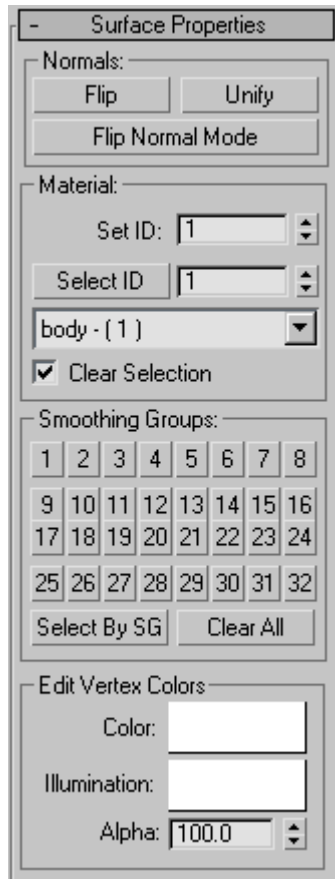 - Surface Properties
Normals:
Flip Unify
Flip Normal Mode
Material:
Set ID: 1
Select ID 1
body - ( 1 )
Clear Selection
Smoothing Groups:
1 2 3 4 5 6 7 8
9 10 11 12 13 14 15 16
17 18 19 20 21 22 23 24
25 26 27 28 29 30 31 32
Select By SG Clear All
Edit Vertex Colors
Color:
Illumination:
Alpha: 100.0